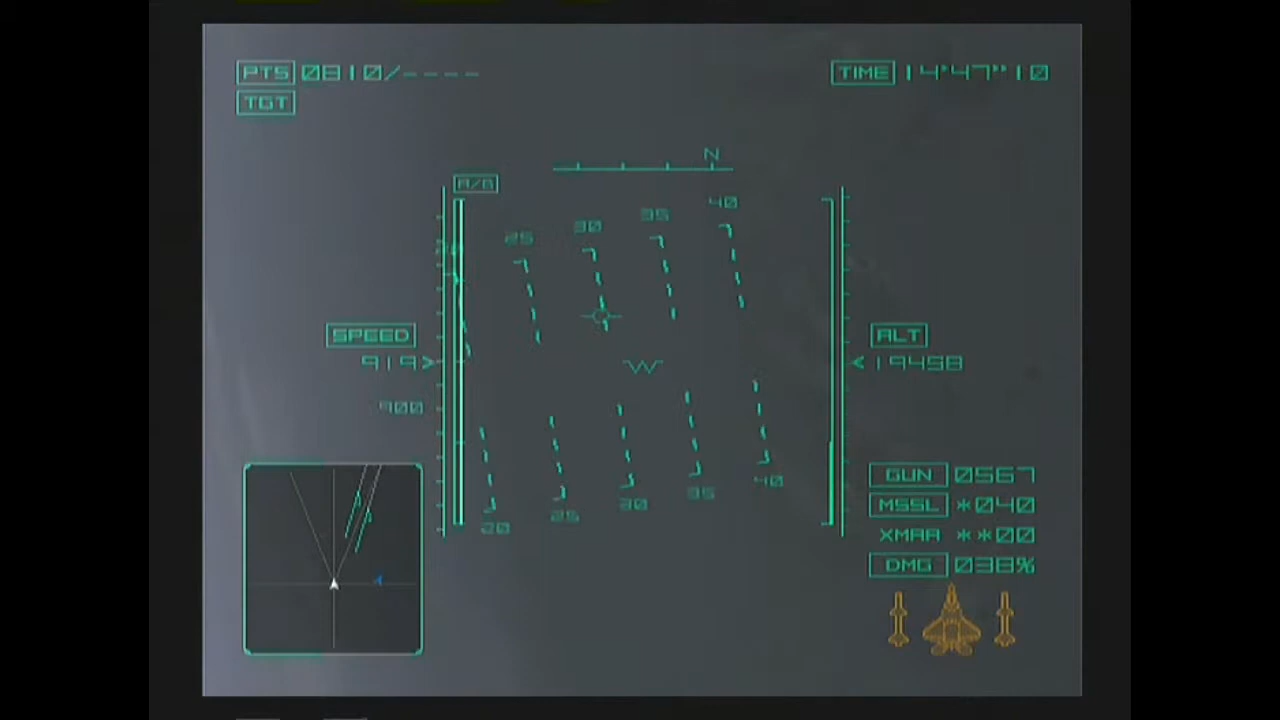 PTS 0810/----
TIME 14'47"10
TGT
N
A/B
40
35
30
25
20
SPEED
919>
ALT
<19458
900
GUN 0567
MSSL *040
XMAA **00
DMG 038%
40
35
30
25
20